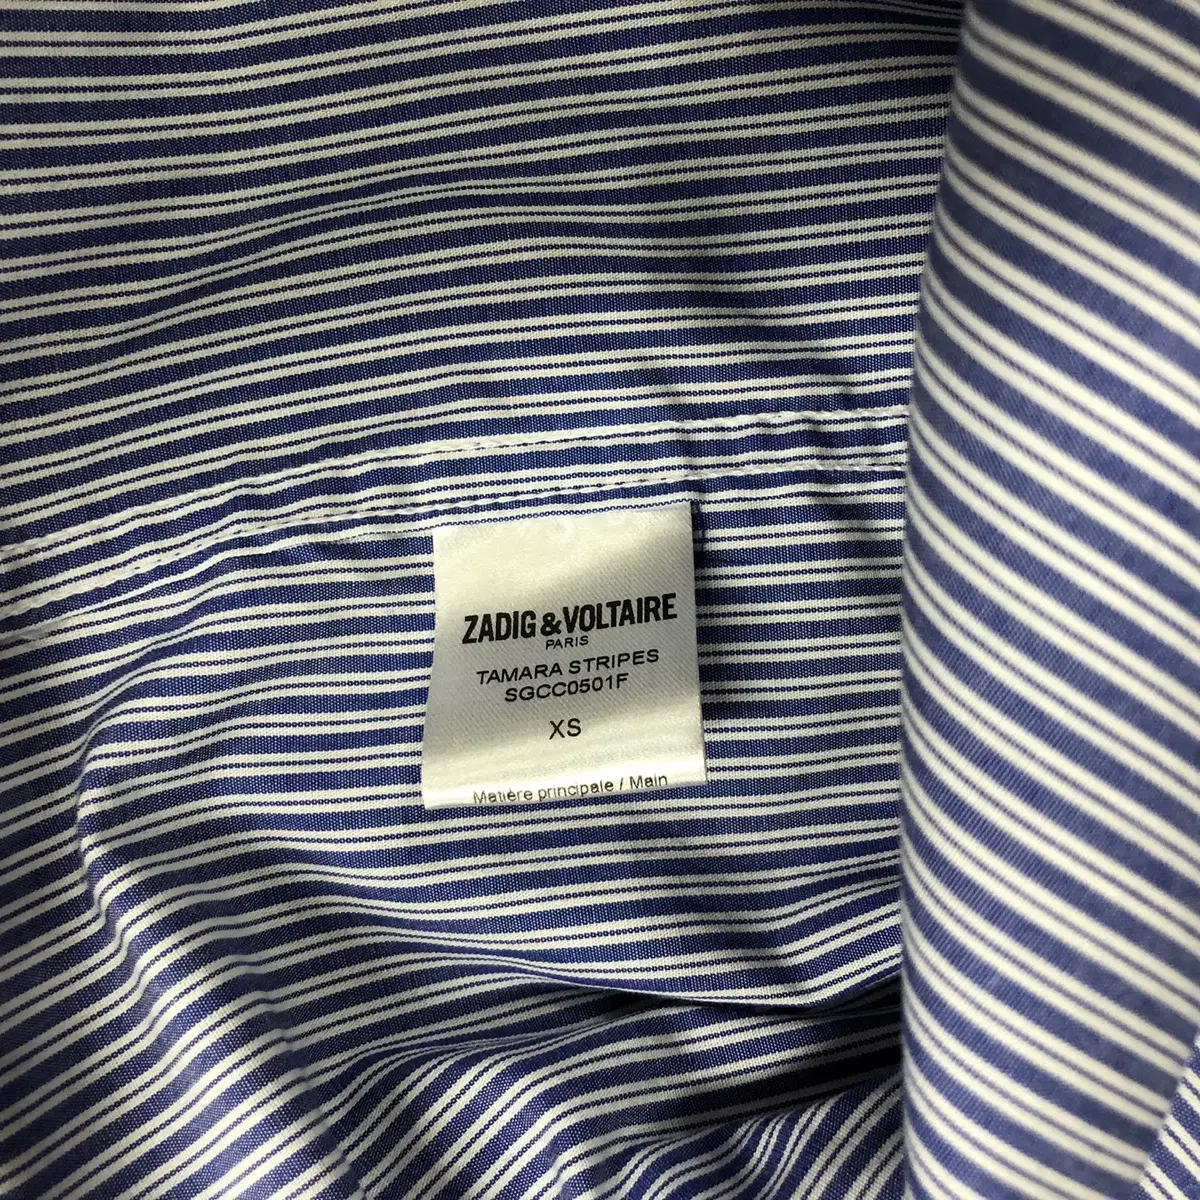 ZADIG & VOLTAIRE
PARIS
TAMARA STRIPES
SGCC0501F
XS
Matière principale / Main